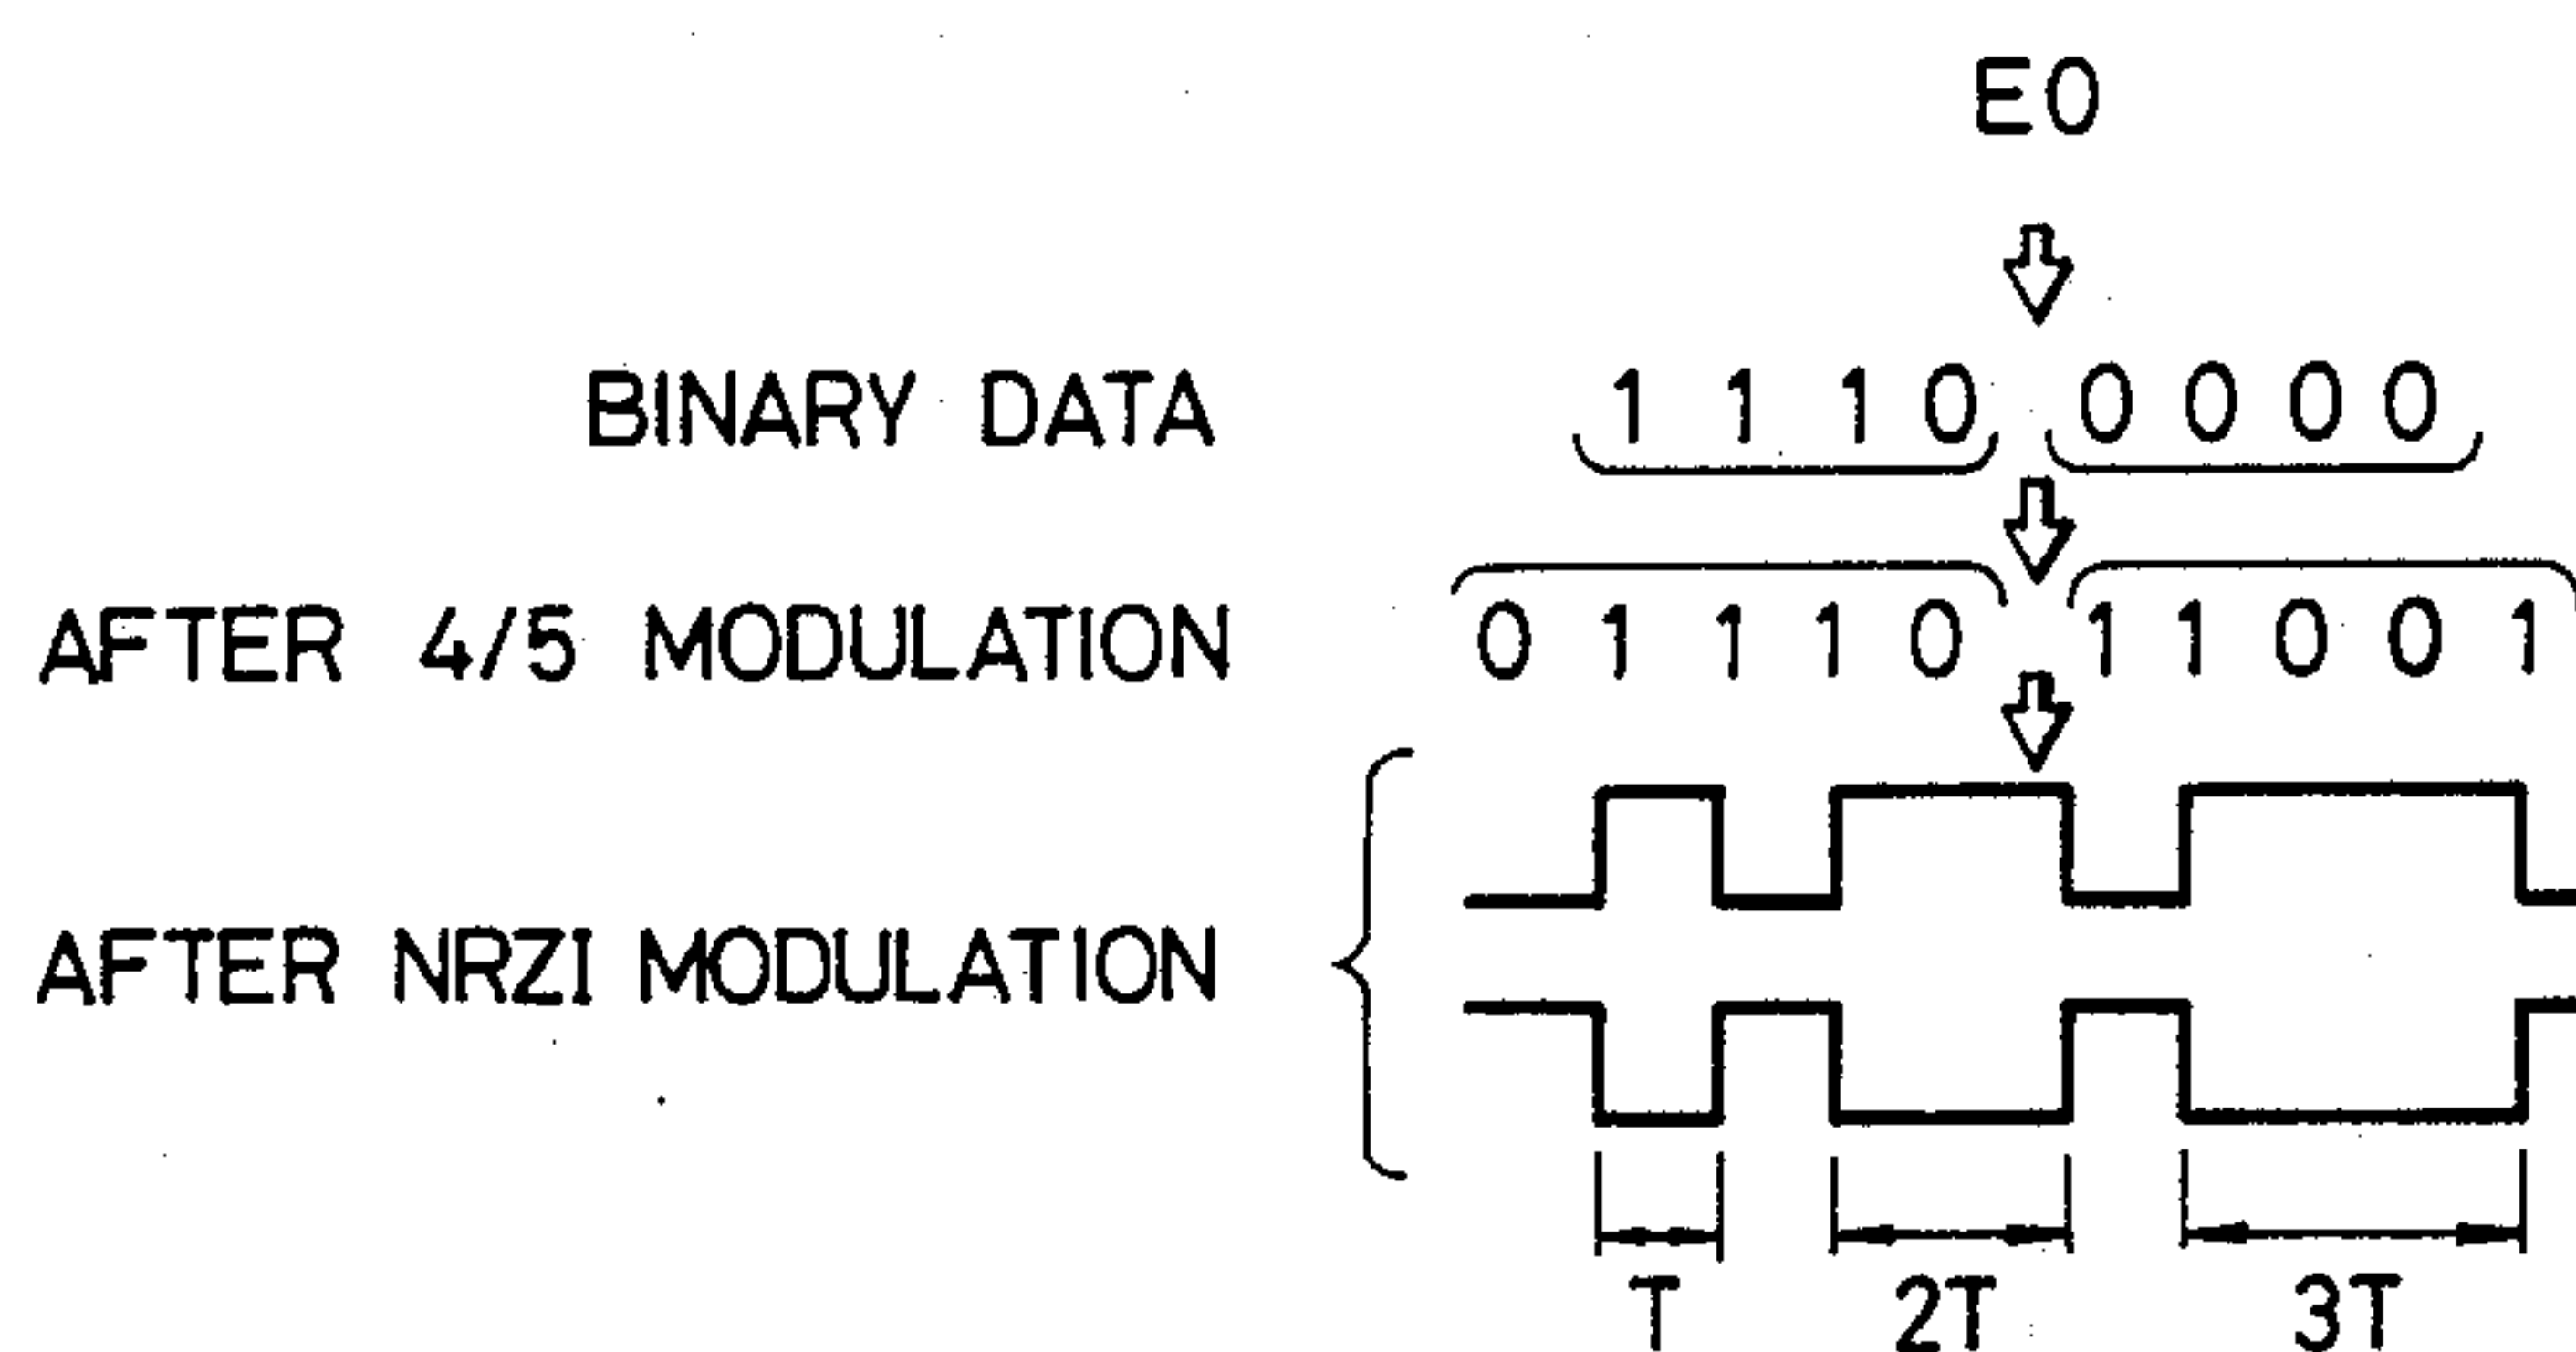 E0
BINARY DATA 1 1 1 0 0 0 0 0
AFTER 4/5 MODULATION 0 1 1 1 0 1 1 0 0 1
AFTER NRZI MODULATION
T 2T 3T